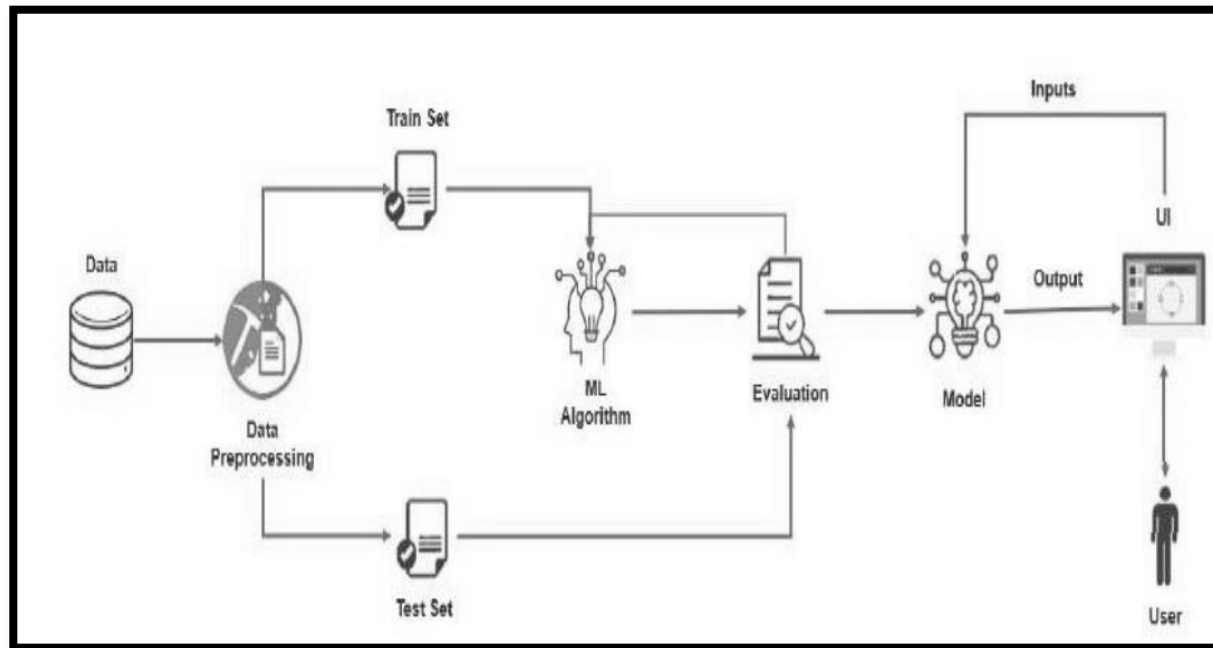 Inputs
Train Set
UI
Data
Output
ML
Algorithm
Evaluation
Model
Data
Preprocessing
Test Set
User